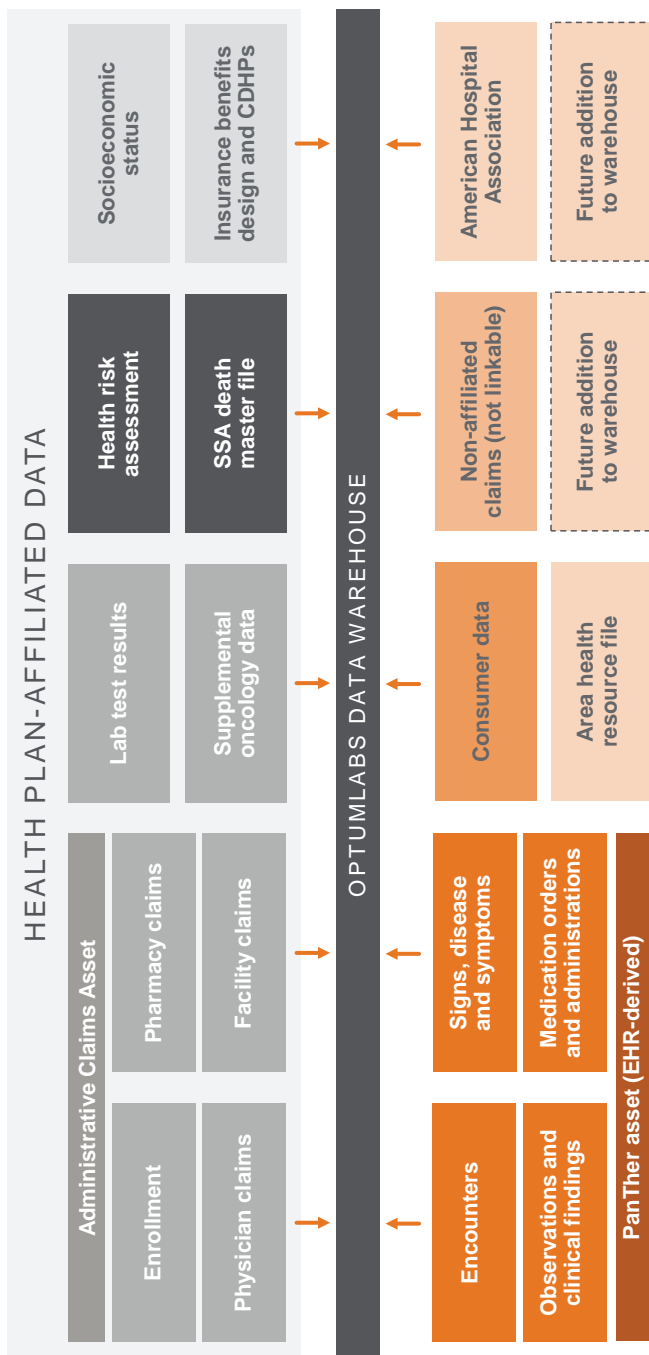 HEALTH PLAN-AFFILIATED DATA
Administrative Claims Asset
Enrollment
Pharmacy claims
Physician claims
Facility claims
Lab test results
Supplemental
oncology data
Health risk
assessment
SSA death
master file
Socioeconomic
status
Insurance benefits
design and CDHPs
OPTUMLABS DATA WAREHOUSE
Encounters
Signs, disease
and symptoms
Observations and
clinical findings
Medication orders
and administrations
PanTher asset (EHR-derived)
Consumer data
Area health
resource file
Non-affiliated
claims (not linkable)
Future addition
to warehouse
American Hospital
Association
Future addition
to warehouse